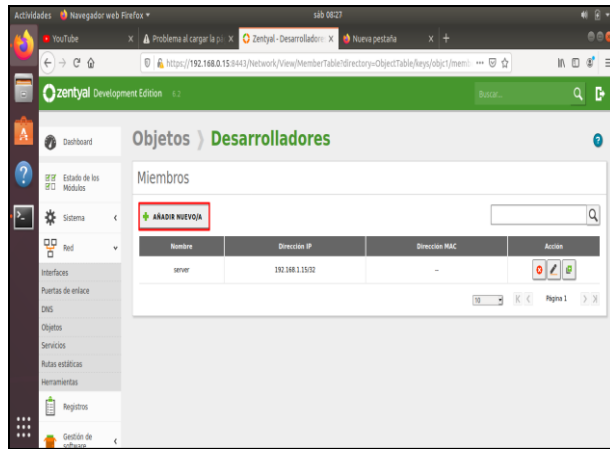 Actividades Navegador web Firefox sáb 08:27
YouTube Problema al cargar la pá Zentyal - Desarrolladore Nueva pestaña
https://192.168.0.15:8443/Network/View/MemberTable?directory=ObjectTable/keys/objc1/memb
zentyal Development Edition 6.2 Buscar...
Dashboard
Estado de los
Módulos
Sistema
Red
Interfaces
Puertas de enlace
DNS
Objetos
Servicios
Rutas estáticas
Herramientas
Registros
Gestión de
software
Objetos Desarrolladores
Miembros
AÑADIR NUEVO/A
Nombre Dirección IP Dirección MAC Acción
server 192.168.1.15/32 --
10 Página 1